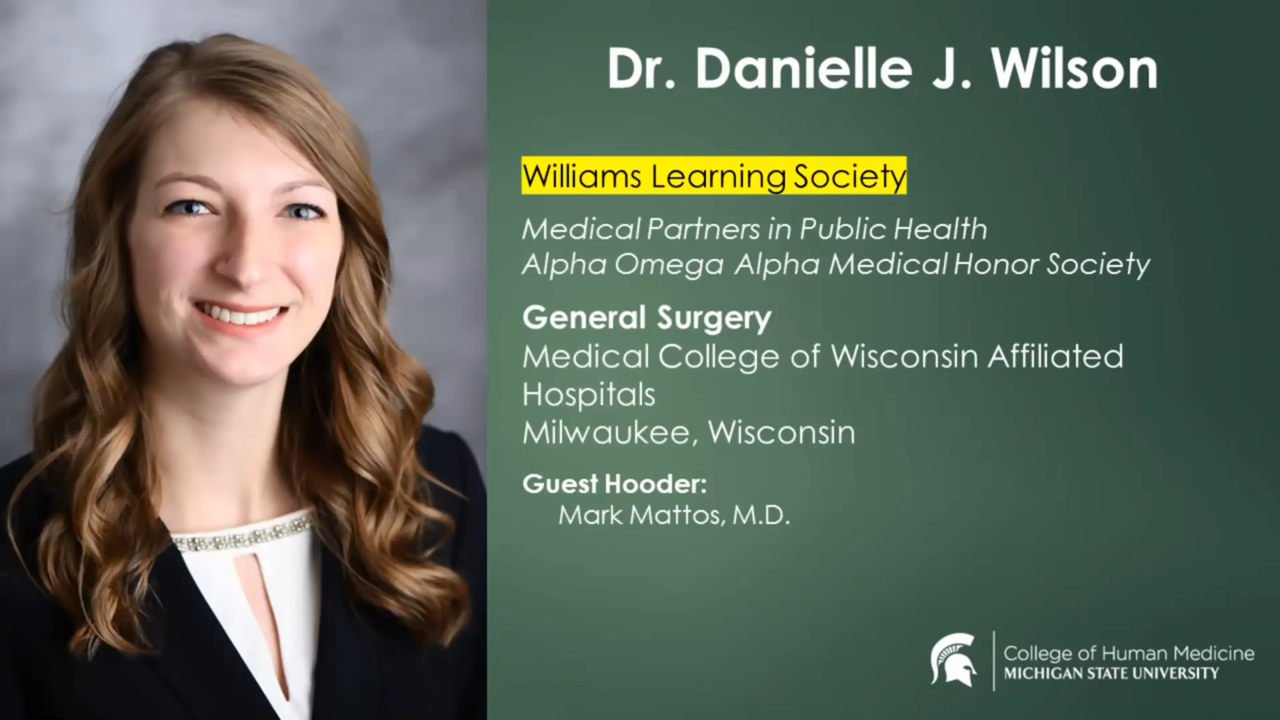 Dr. Danielle J. Wilson
Williams Learning Society
Medical Partners in Public Health
Alpha Omega Alpha Medical Honor Society
General Surgery
Medical College of Wisconsin Affiliated
Hospitals
Milwaukee, Wisconsin
Guest Hooder:
Mark Mattos, M.D.
College of Human Medicine
MICHIGAN STATE UNIVERSITY